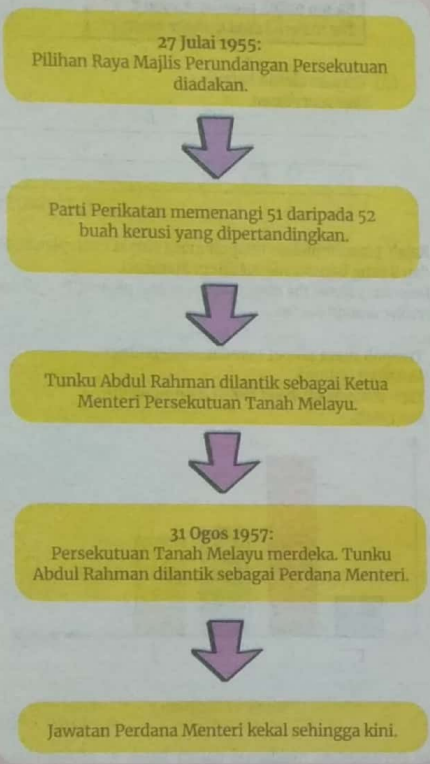 27 Julai 1955:
Pilihan Raya Majlis Perundangan Persekutuan
diadakan.
Parti Perikatan memenangi 51 daripada 52
buah kerusi yang dipertandingkan.
Tunku Abdul Rahman dilantik sebagai Ketua
Menteri Persekutuan Tanah Melayu.
31 Ogos 1957:
Persekutuan Tanah Melayu merdeka. Tunku
Abdul Rahman dilantik sebagai Perdana Menteri.
Jawatan Perdana Menteri kekal sehingga kini.